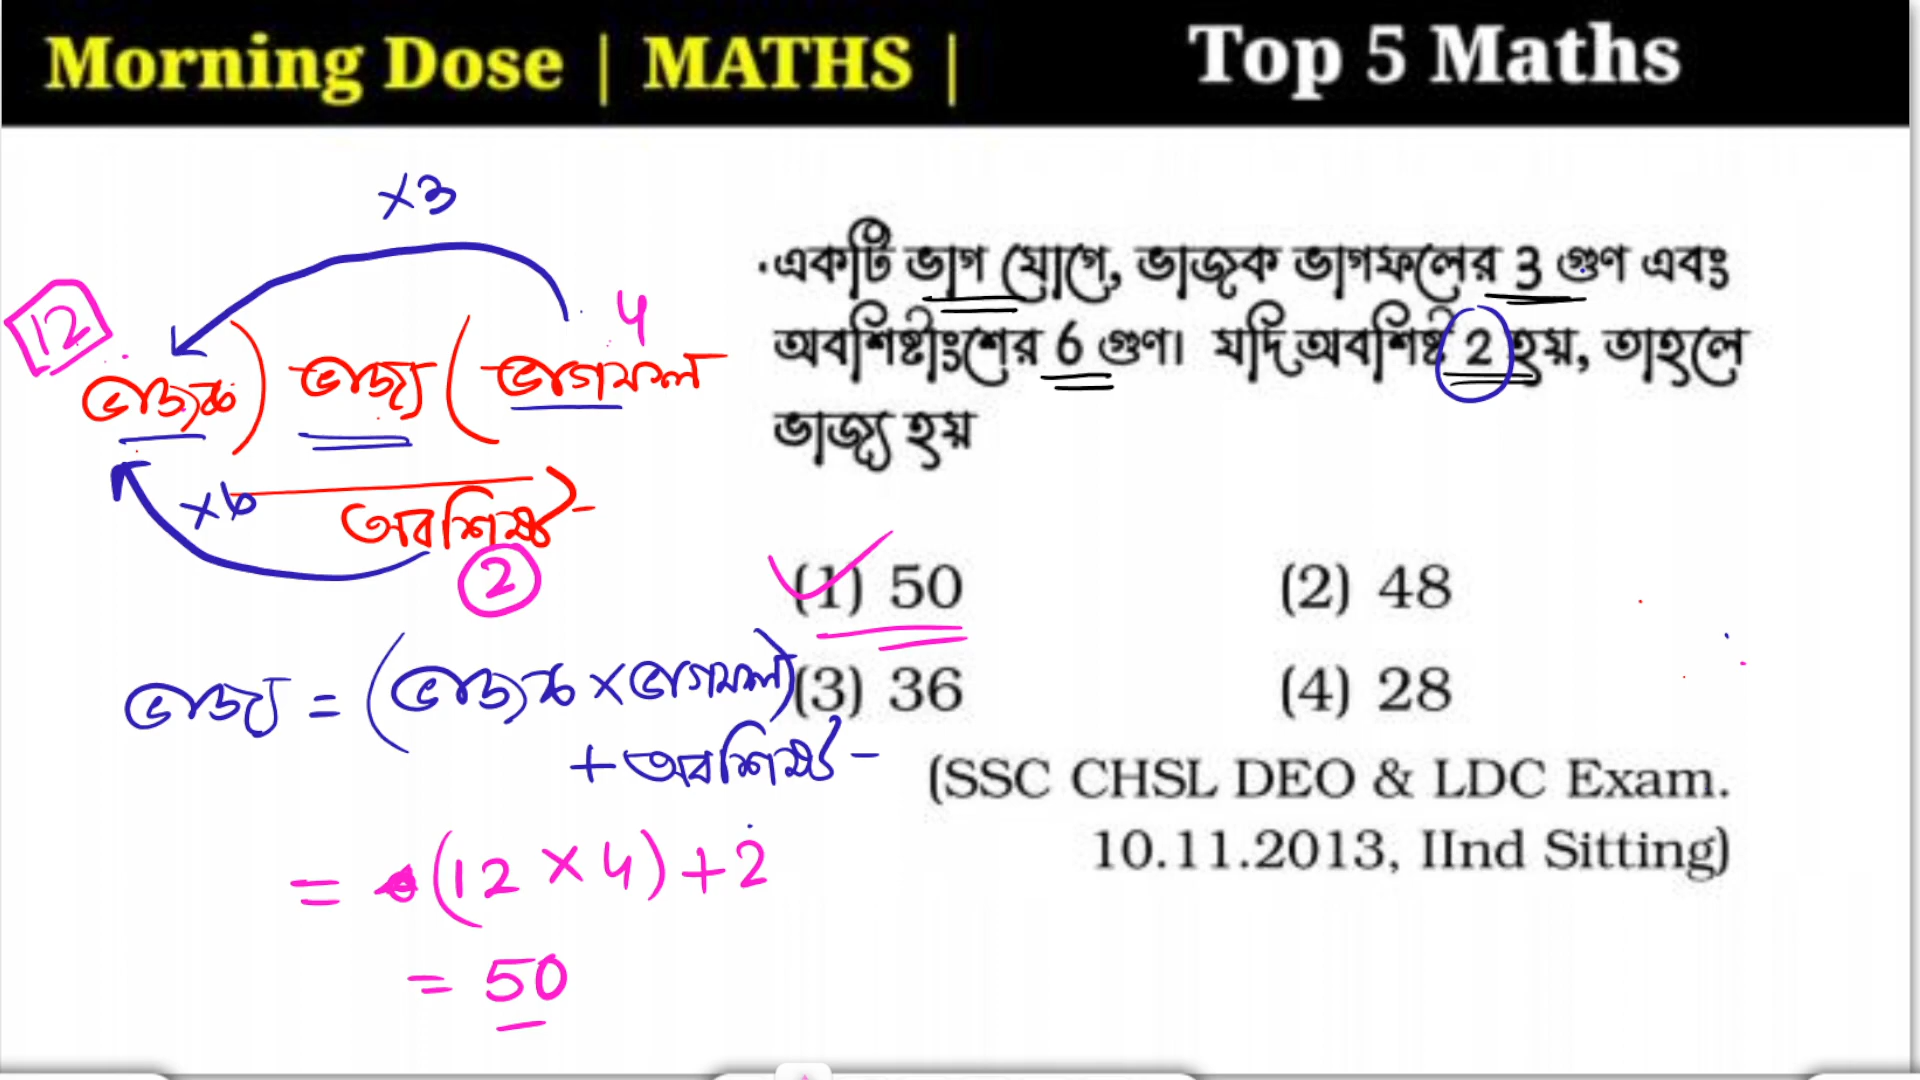 Morning Dose | MATHS | Top 5 Maths
×3
12
4
ভাজক ) ভাজ্য ( ভাগফল
×6
অবশিষ্ট
2
ভাজ্য = (ভাজক × ভাগফল)
+ অবশিষ্ট
= (12 × 4) + 2
= 50
একটি ভাগ যোগে, ভাজক ভাগফলের 3 গুণ এবং
অবশিষ্টাংশের 6 গুণ। যদি অবশিষ্ট 2 হয়, তাহলে
ভাজ্য হয়
(1) 50 (2) 48
(3) 36 (4) 28
(SSC CHSL DEO & LDC Exam.
10.11.2013, IInd Sitting)